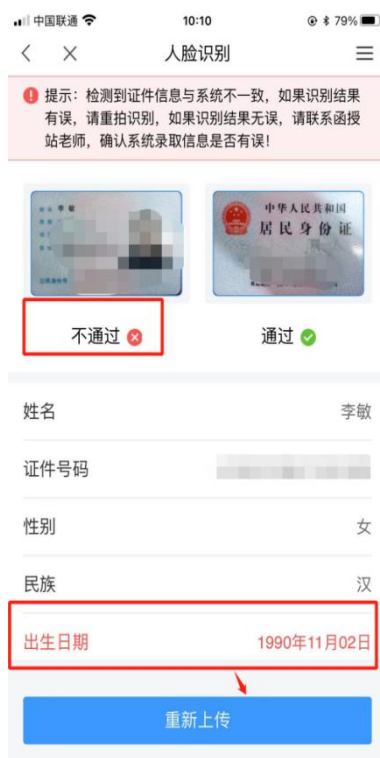 中国联通 10:10 79%
人脸识别
提示：检测到证件信息与系统不一致，如果识别结果
有误，请重拍识别，如果识别结果无误，请联系函授
站老师，确认系统录取信息是否有误！
李敏
中华人民共和国
居民身份证
不通过 通过
姓名 李敏
证件号码
性别 女
民族 汉
出生日期 1990年11月02日
重新上传